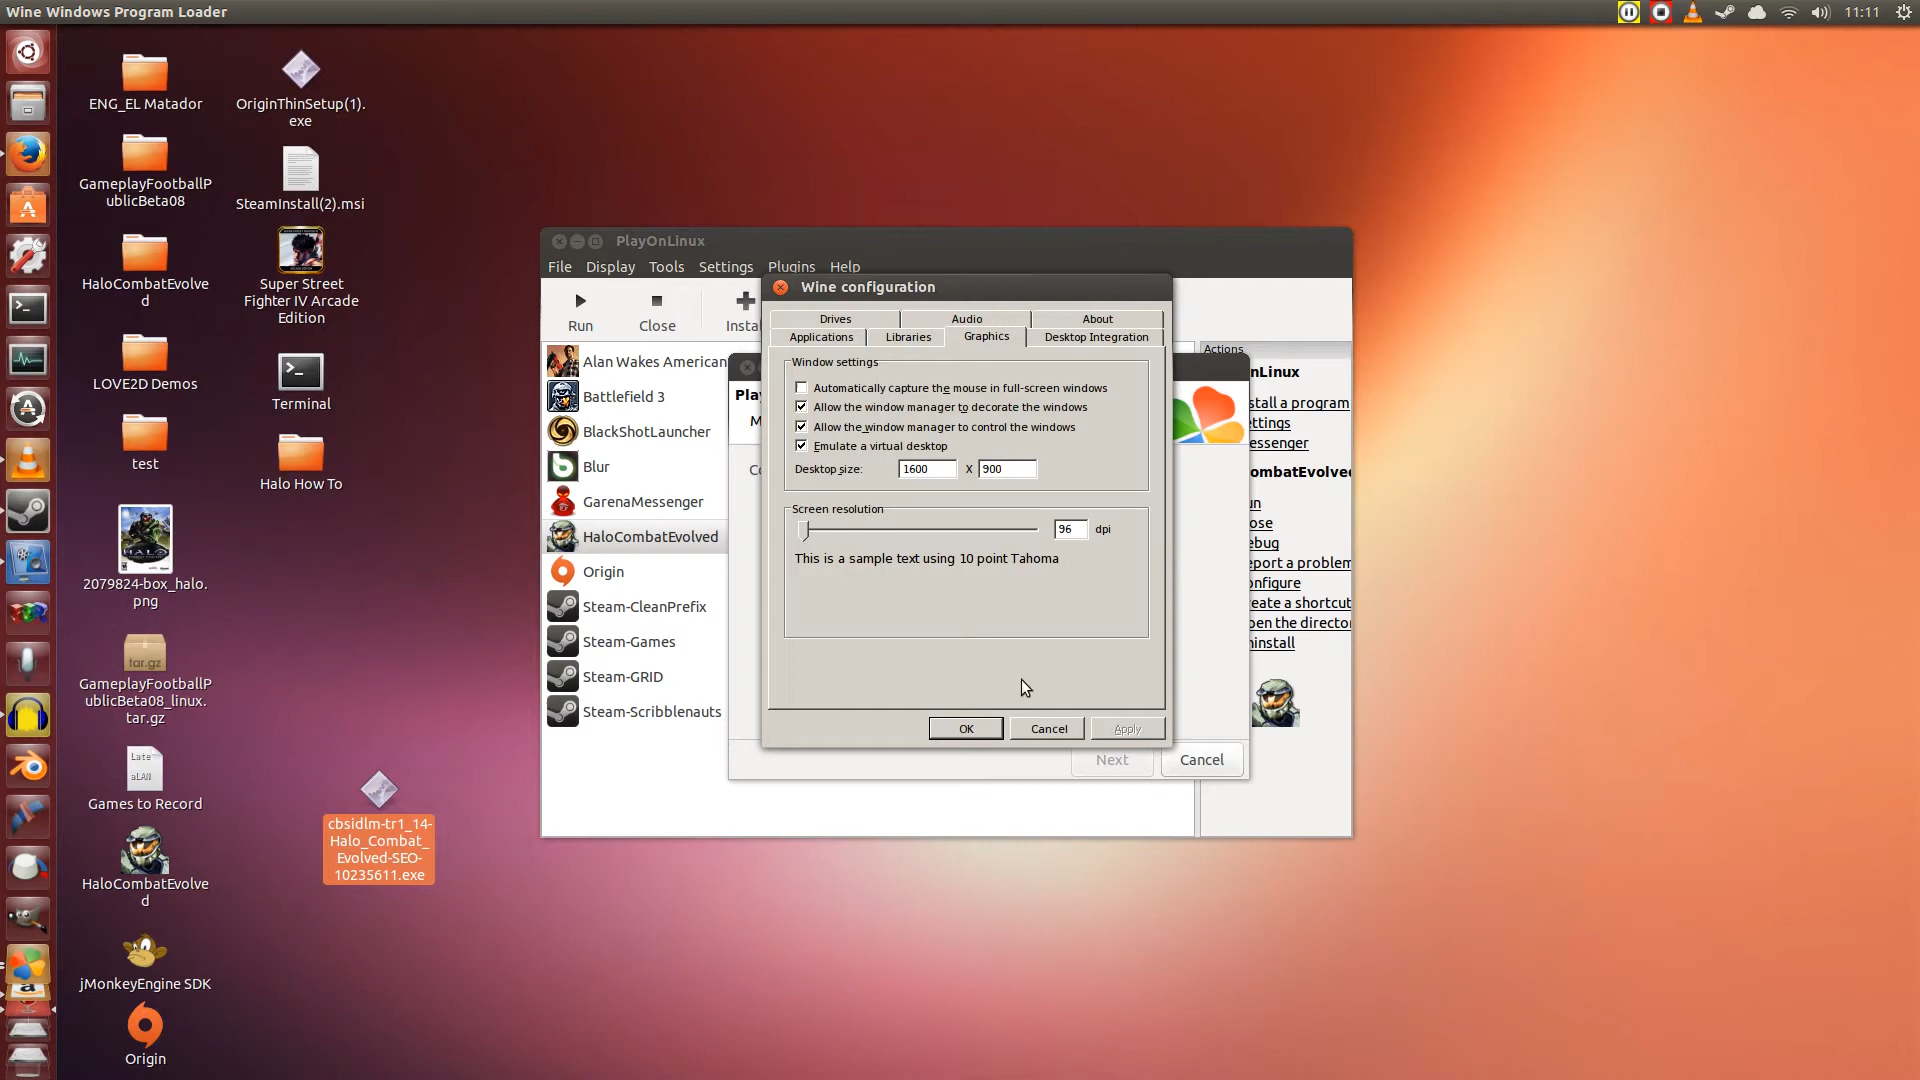 Wine Windows Program Loader
11:11
ENG_EL Matador
GameplayFootballP
ublicBeta08
HaloCombatEvolve
d
LOVE2D Demos
test
2079824-box_halo.
png
tar.gz
GameplayFootballP
ublicBeta08_linux.
tar.gz
Games to Record
HaloCombatEvolve
d
jMonkeyEngine SDK
Origin
OriginThinSetup(1).
exe
SteamInstall(2).msi
Super Street
Fighter IV Arcade
Edition
Terminal
Halo How To
cbsidlm-tr1_14-
Halo_Combat_
Evolved-SEO-
10235611.exe
PlayOnLinux
File Display Tools Settings Plugins Help
Run Close Instal
Alan Wakes American
Battlefield 3
BlackShotLauncher
Blur
GarenaMessenger
HaloCombatEvolved
Origin
Steam-CleanPrefix
Steam-Games
Steam-GRID
Steam-Scribblenauts
Play
M
Co
Next Cancel
Wine configuration
Drives Audio About
Applications Libraries Graphics Desktop Integration
Window settings
Automatically capture the mouse in full-screen windows
Allow the window manager to decorate the windows
Allow the window manager to control the windows
Emulate a virtual desktop
Desktop size: 1600 X 900
Screen resolution
96 dpi
This is a sample text using 10 point Tahoma
OK Cancel Apply
Actions
nLinux
stall a program
ettings
essenger
CombatEvolved
un
ose
ebug
eport a problem
onfigure
eate a shortcut
pen the director
ninstall